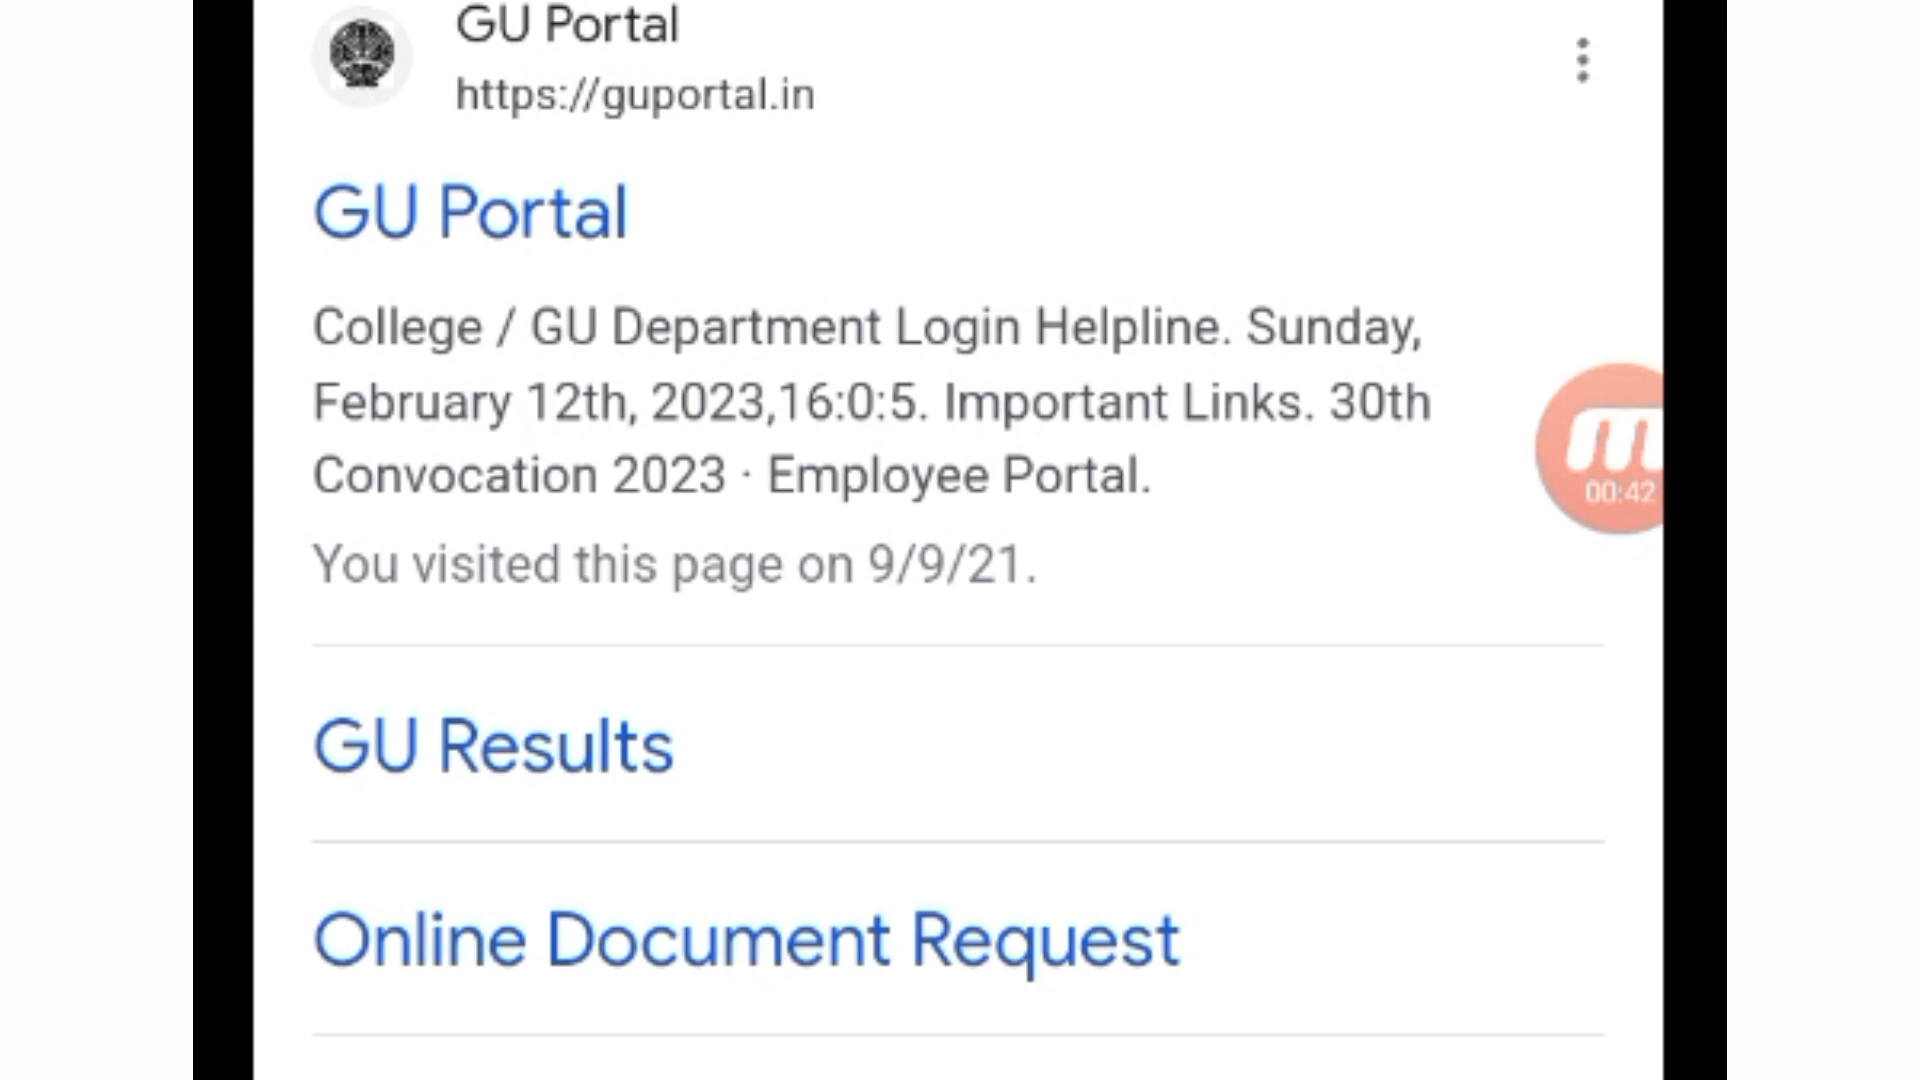 GU Portal
https://guportal.in
GU Portal
College / GU Department Login Helpline. Sunday,
February 12th, 2023,16:0:5. Important Links. 30th
Convocation 2023 · Employee Portal.
00:42
You visited this page on 9/9/21.
GU Results
Online Document Request